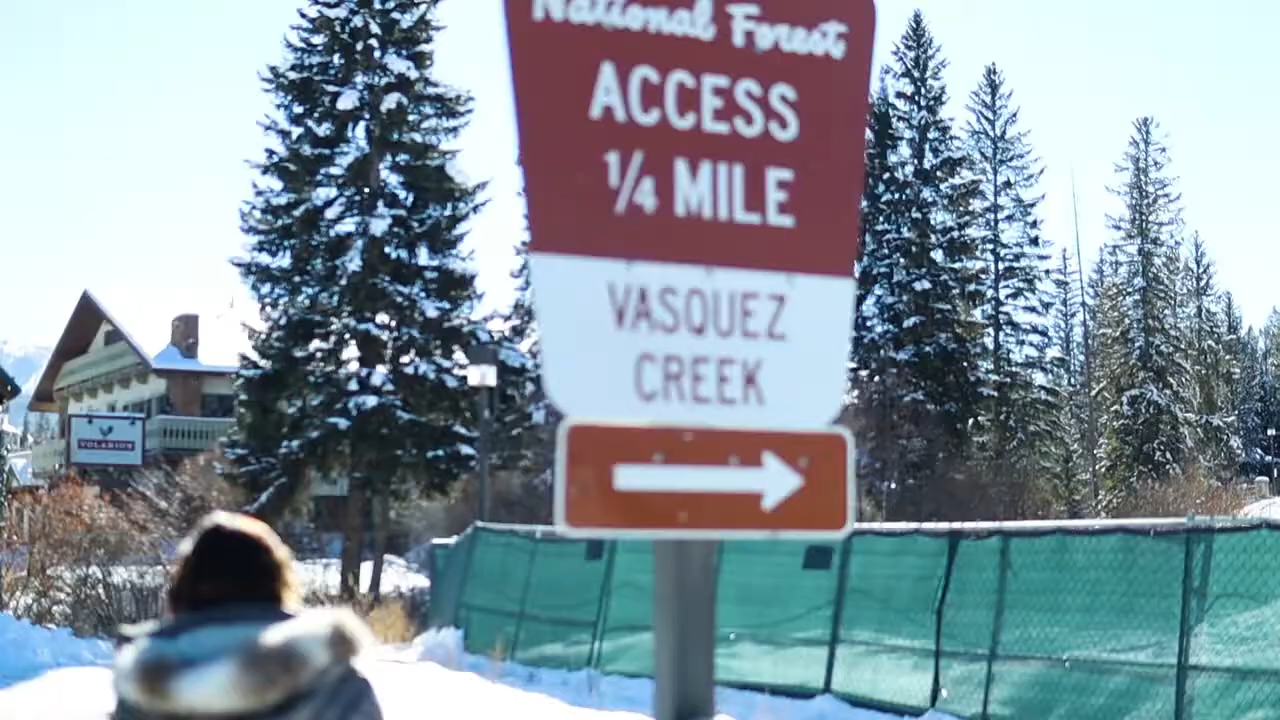 National Forest
ACCESS
1/4 MILE
VASQUEZ
CREEK
VOLARIO'S